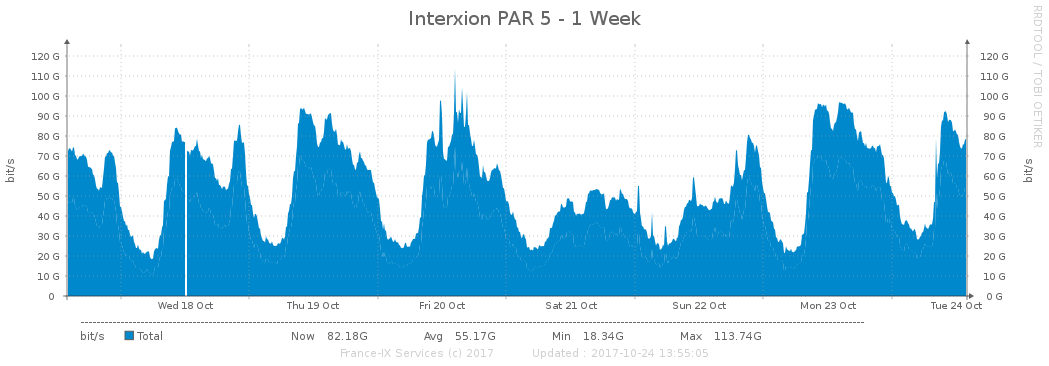 Interxion PAR 5 - 1 Week
RRDTOOL / TOBI OETIKER
bit/s
120 G
110 G
100 G
90 G
80 G
70 G
60 G
50 G
40 G
30 G
20 G
10 G
0
120 G
110 G
100 G
90 G
80 G
70 G
60 G
50 G
40 G
30 G
20 G
10 G
0 G
bit/s
Wed 18 Oct Thu 19 Oct Fri 20 Oct Sat 21 Oct Sun 22 Oct Mon 23 Oct Tue 24 Oct
bit/s Total Now 82.18G Avg 55.17G Min 18.34G Max 113.74G
France-IX Services (c) 2017 Updated : 2017-10-24 13:55:05